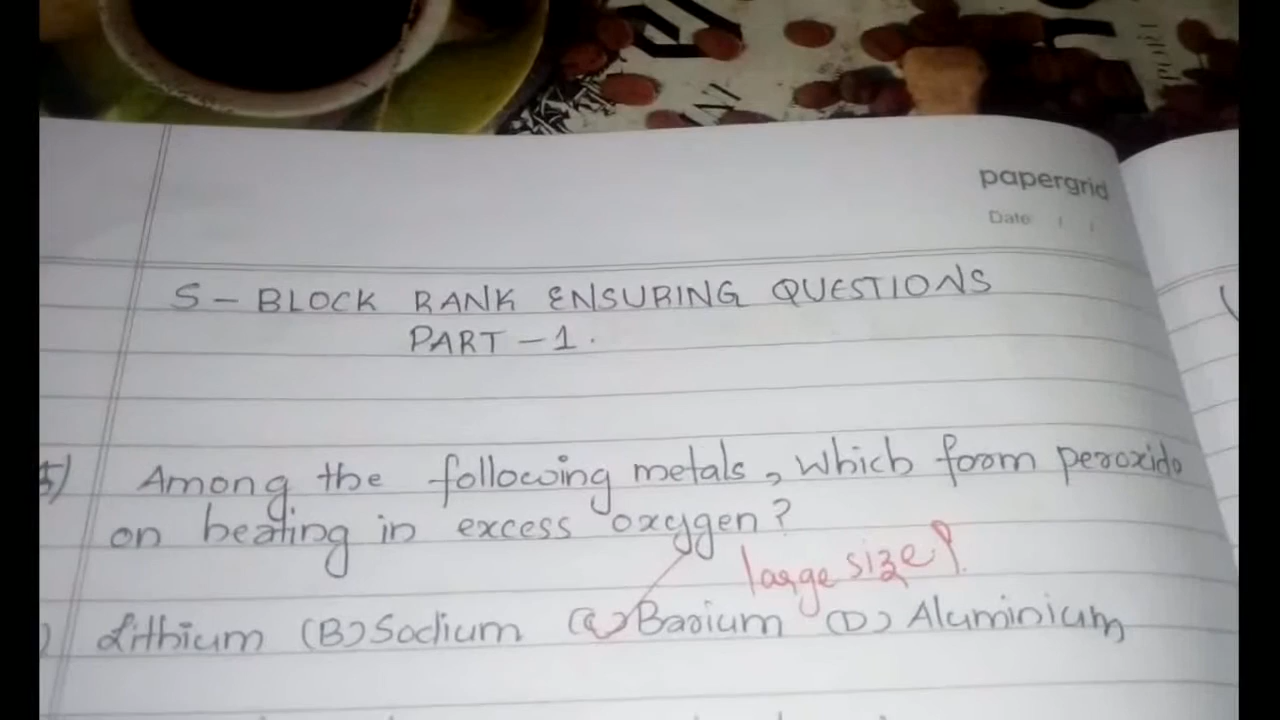 papergrid
Date
S - BLOCK RANK ENSURING QUESTIONS
PART - 1.
5) Among the following metals, which form peroxide
on heating in excess oxygen?
large size
) Lithium (B) Sodium (C) Barium (D) Aluminium